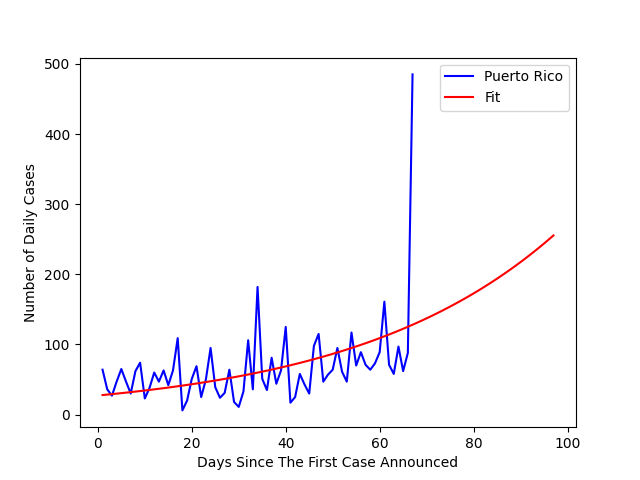 Puerto Rico
Fit
500
400
300
200
100
0
Number of Daily Cases
0 20 40 60 80 100
Days Since The First Case Announced